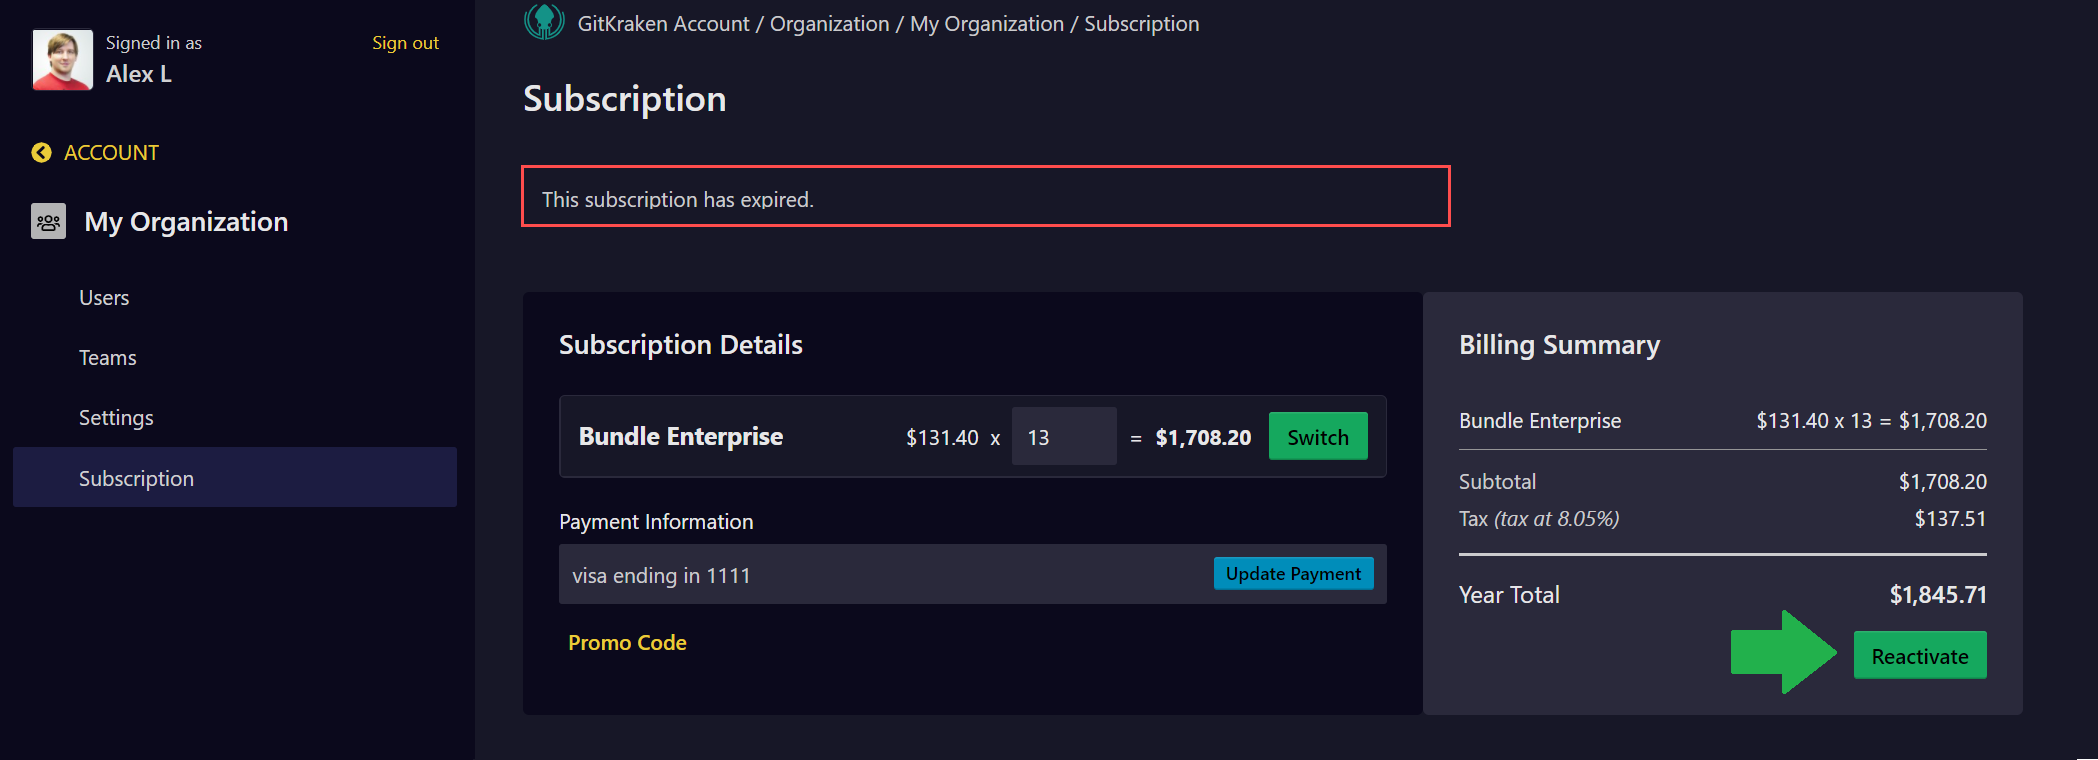 Signed in as
Alex L
Sign out
ACCOUNT
My Organization
Users
Teams
Settings
Subscription
GitKraken Account / Organization / My Organization / Subscription
Subscription
This subscription has expired.
Subscription Details
Bundle Enterprise $131.40 x 13 = $1,708.20 Switch
Payment Information
visa ending in 1111 Update Payment
Promo Code
Billing Summary
Bundle Enterprise $131.40 x 13 = $1,708.20
Subtotal $1,708.20
Tax (tax at 8.05%) $137.51
Year Total $1,845.71
Reactivate